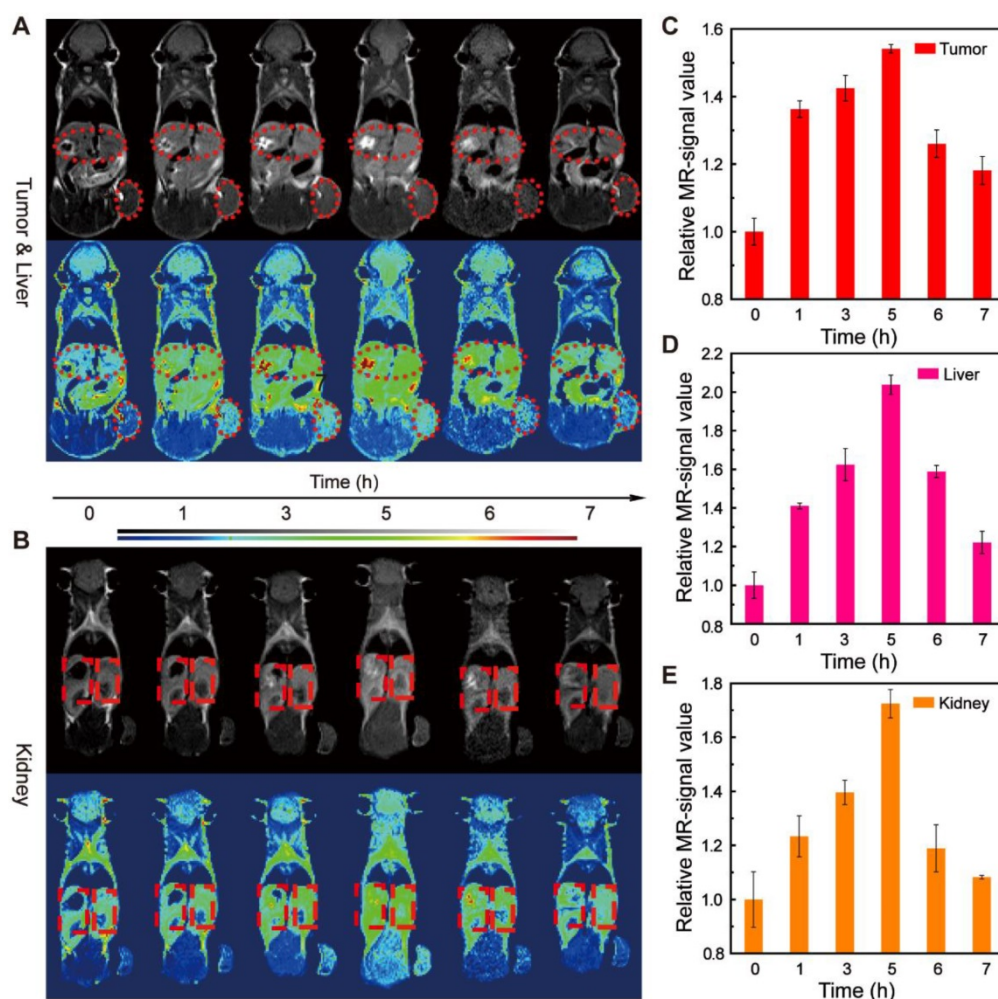 A
Tumor & Liver
7
Time (h)
0 1 3 5 6 7
B
Kidney
C
Tumor
Relative MR-signal value
1.6
1.4
1.2
1.0
0.8
0 1 3 5 6 7
Time (h)
D
Liver
Relative MR-signal value
2.2
2.0
1.8
1.6
1.4
1.2
1.0
0.8
0 1 3 5 6 7
Time (h)
E
Kidney
Relative MR-signal value
1.8
1.6
1.4
1.2
1.0
0.8
0 1 3 5 6 7
Time (h)